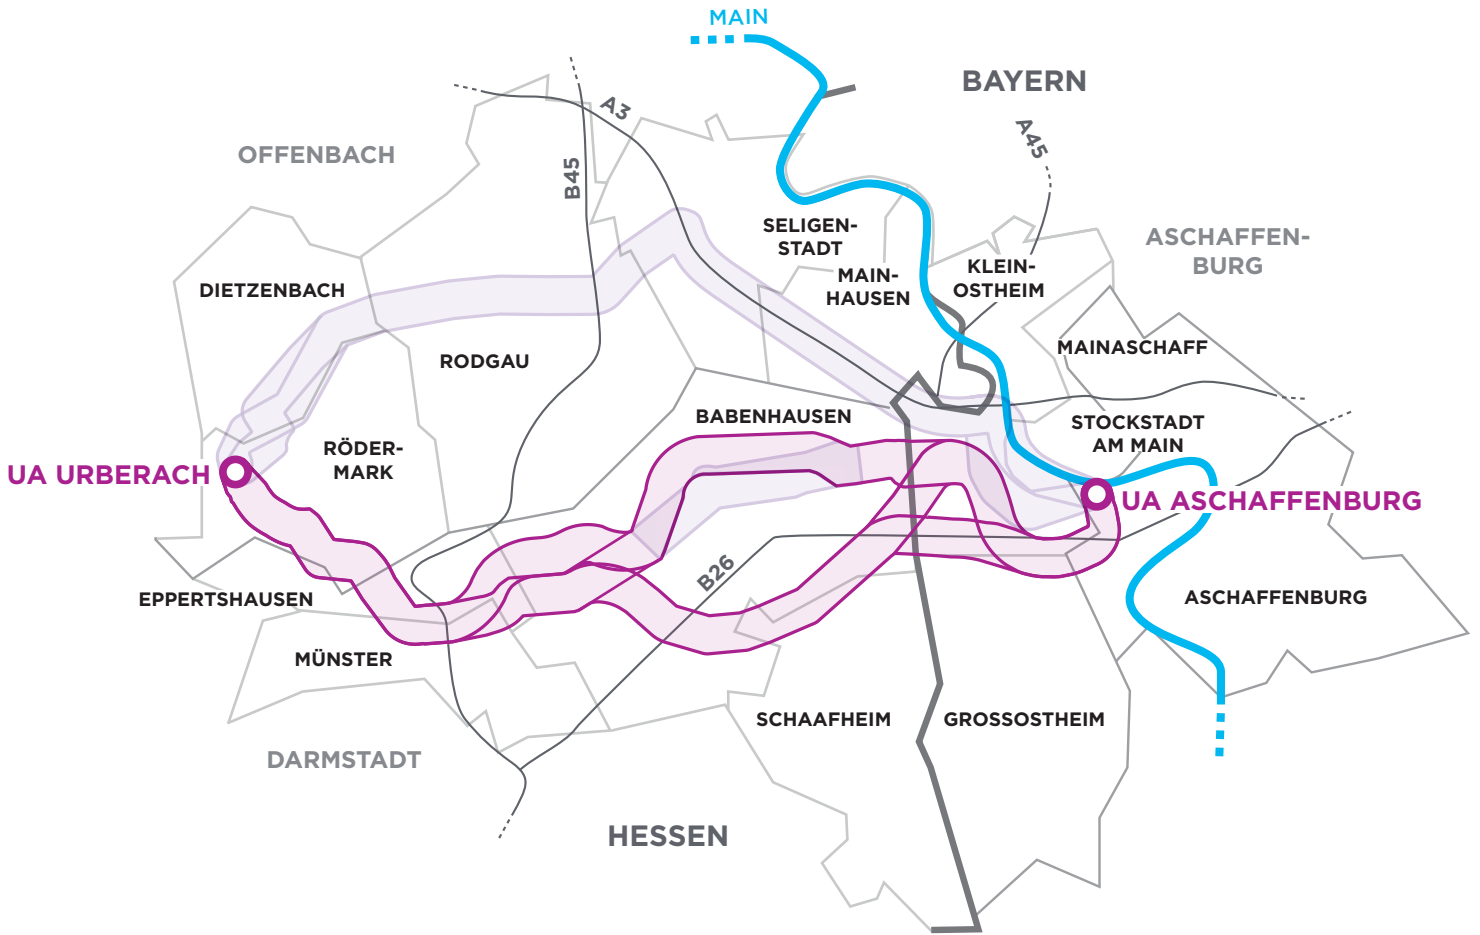 MAIN
BAYERN
A3
A45
OFFENBACH
B45
SELIGEN-
STADT
ASCHAFFEN-
BURG
MAIN-
HAUSEN
KLEIN-
OSTHEIM
DIETZENBACH
MAINASCHAFF
RODGAU
BABENHAUSEN
STOCKSTADT
AM MAIN
RÖDER-
MARK
UA URBERACH
UA ASCHAFFENBURG
B26
EPPERTSHAUSEN
ASCHAFFENBURG
MÜNSTER
SCHAAFHEIM
GROSSOSTHEIM
DARMSTADT
HESSEN